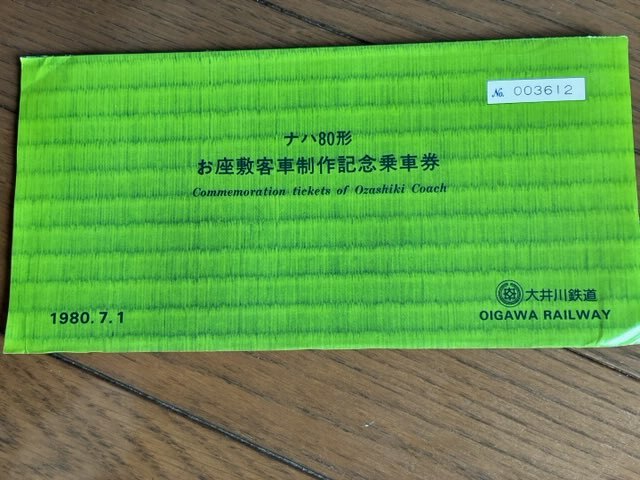 No. 003612
ナハ80形
お座敷客車制作記念乗車券
Commemoration tickets of Ozashiki Coach
1980.7.1
大井川鉄道
OIGAWA RAILWAY